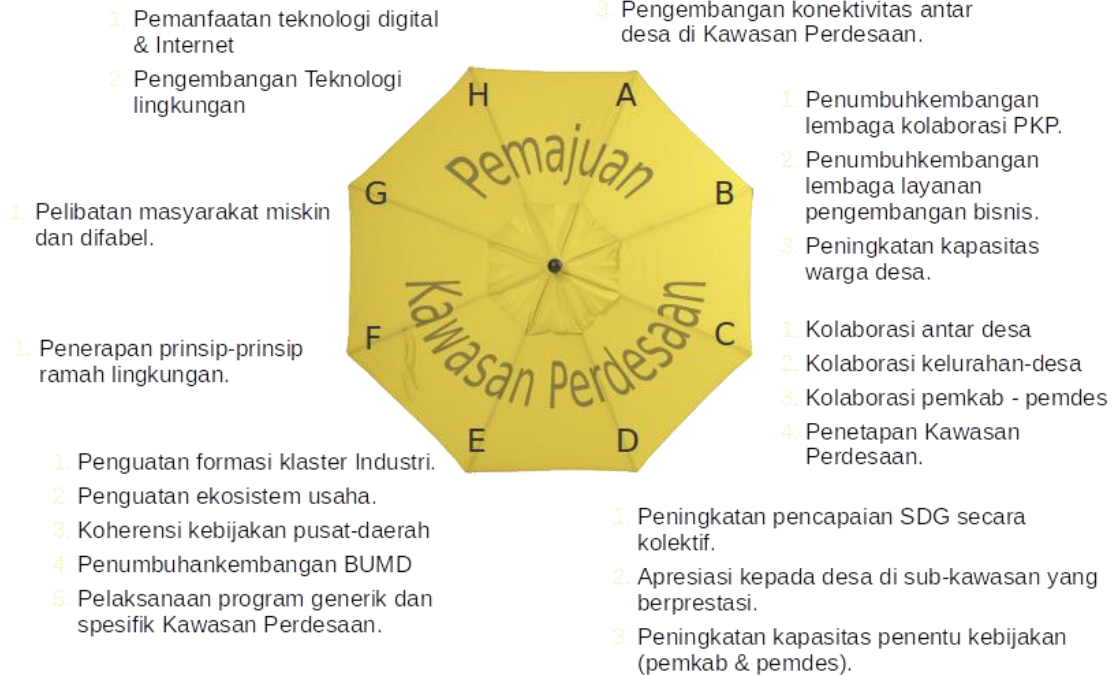 1. Pemanfaatan teknologi digital
& Internet
2. Pengembangan Teknologi
lingkungan
3. Pengembangan konektivitas antar
desa di Kawasan Perdesaan.
H
A
Pemajuan
G
B
1. Penumbuhkembangan
lembaga kolaborasi PKP.
2. Penumbuhkembangan
lembaga layanan
pengembangan bisnis.
3. Peningkatan kapasitas
warga desa.
1. Pelibatan masyarakat miskin
dan difabel.
Kawasan Perdesaan
F
C
1. Penerapan prinsip-prinsip
ramah lingkungan.
1. Kolaborasi antar desa
2. Kolaborasi kelurahan-desa
3. Kolaborasi pemkab - pemdes
4. Penetapan Kawasan
Perdesaan.
E
D
1. Penguatan formasi klaster Industri.
2. Penguatan ekosistem usaha.
3. Koherensi kebijakan pusat-daerah
4. Penumbuhankembangan BUMD
5. Pelaksanaan program generik dan
spesifik Kawasan Perdesaan.
1. Peningkatan pencapaian SDG secara
kolektif.
2. Apresiasi kepada desa di sub-kawasan yang
berprestasi.
3. Peningkatan kapasitas penentu kebijakan
(pemkab & pemdes).